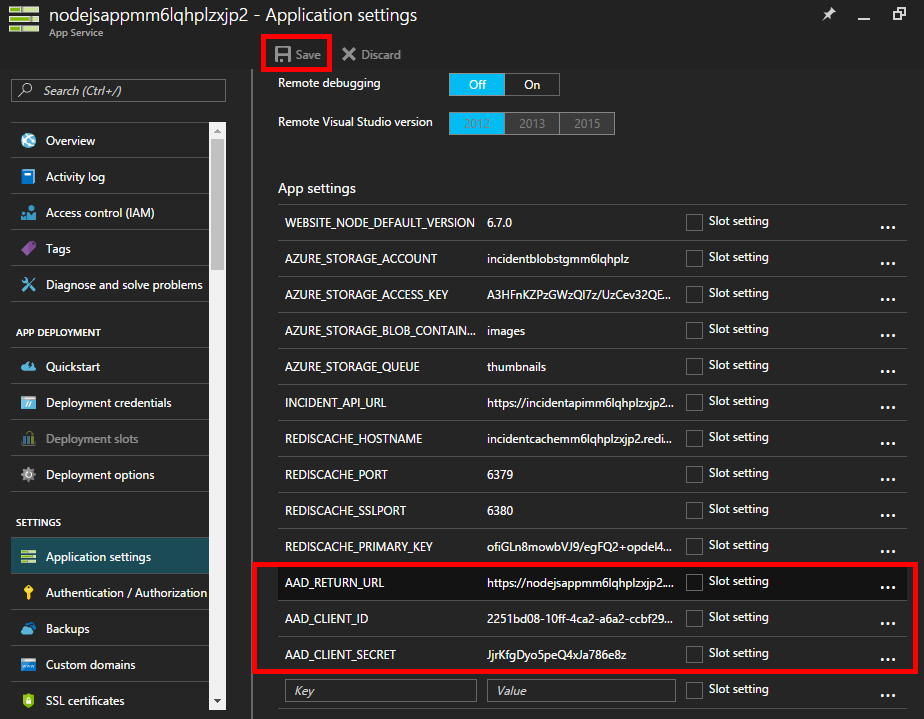 nodejsappmm6lqhplzxjp2 - Application settings
App Service
Save Discard
Search (Ctrl+/)
Overview
Activity log
Access control (IAM)
Tags
Diagnose and solve problems
APP DEPLOYMENT
Quickstart
Deployment credentials
Deployment slots
Deployment options
SETTINGS
Application settings
Authentication / Authorization
Backups
Custom domains
SSL certificates
Remote debugging Off On
Remote Visual Studio version 2012 2013 2015
App settings
WEBSITE_NODE_DEFAULT_VERSION 6.7.0 Slot setting ...
AZURE_STORAGE_ACCOUNT incidentblobstgmm6lqhplz Slot setting ...
AZURE_STORAGE_ACCESS_KEY A3HFnKZPzGWzQI7z/UzCev32QE... Slot setting ...
AZURE_STORAGE_BLOB_CONTAIN... images Slot setting ...
AZURE_STORAGE_QUEUE thumbnails Slot setting ...
INCIDENT_API_URL https://incidentapimm6lqhplzxjp2... Slot setting ...
REDISCACHE_HOSTNAME incidentcachemm6lqhplzxjp2.redi... Slot setting ...
REDISCACHE_PORT 6379 Slot setting ...
REDISCACHE_SSLPORT 6380 Slot setting ...
REDISCACHE_PRIMARY_KEY ofiGLn8mowbVJ9/egFQ2+opdel4... Slot setting ...
AAD_RETURN_URL https://nodejsappmm6lqhplzxjp2.... Slot setting ...
AAD_CLIENT_ID 2251bd08-10ff-4ca2-a6a2-ccbf29... Slot setting ...
AAD_CLIENT_SECRET JjrKfgDyo5peQ4xJa786e8z Slot setting ...
Key Value Slot setting ...